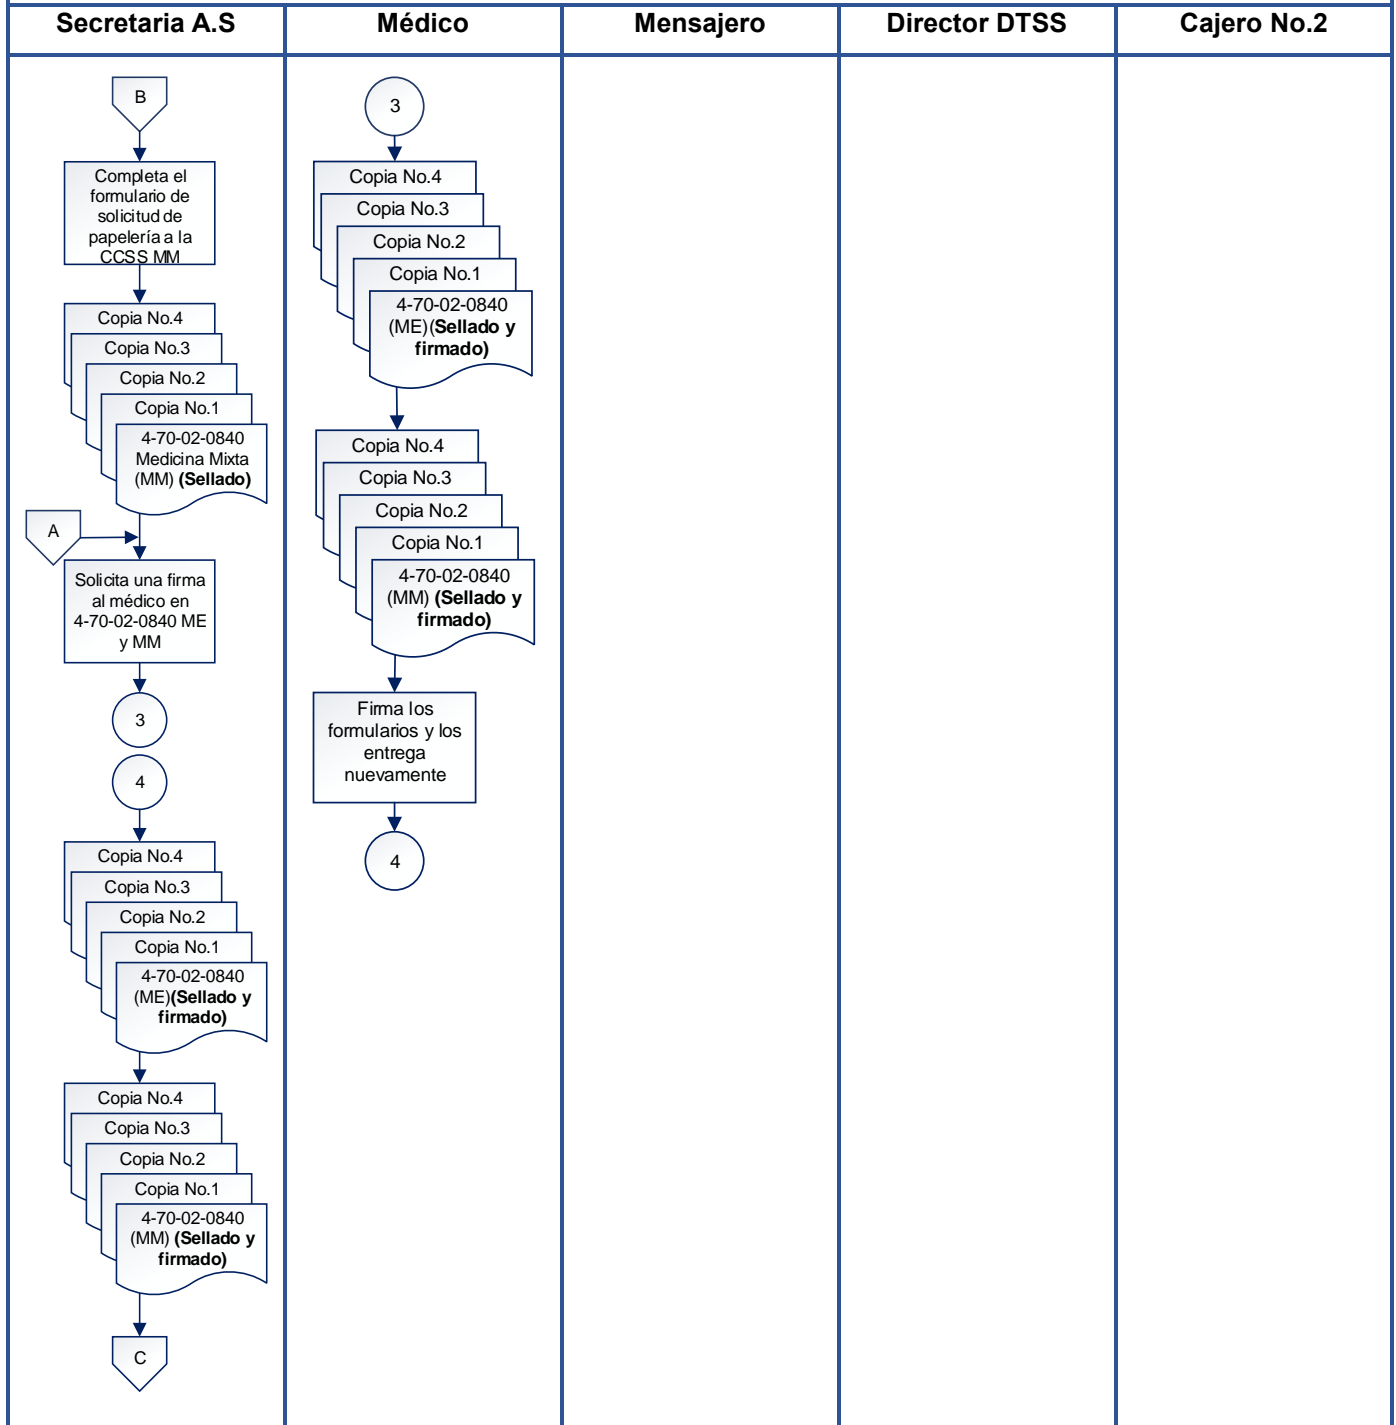 Secretaria A.S
Médico
Mensajero
Director DTSS
Cajero No.2
B
Completa el
formulario de
solicitud de
papelería a la
CCSS MM
Copia No.4
Copia No.3
Copia No.2
Copia No.1
4-70-02-0840
Medicina Mixta
(MM) (Sellado)
A
Solicita una firma
al médico en
4-70-02-0840 ME
y MM
3
4
Copia No.4
Copia No.3
Copia No.2
Copia No.1
4-70-02-0840
(ME)(Sellado y
firmado)
Copia No.4
Copia No.3
Copia No.2
Copia No.1
4-70-02-0840
(MM) (Sellado y
firmado)
C
3
Copia No.4
Copia No.3
Copia No.2
Copia No.1
4-70-02-0840
(ME)(Sellado y
firmado)
Copia No.4
Copia No.3
Copia No.2
Copia No.1
4-70-02-0840
(MM) (Sellado y
firmado)
Firma los
formularios y los
entrega
nuevamente
4